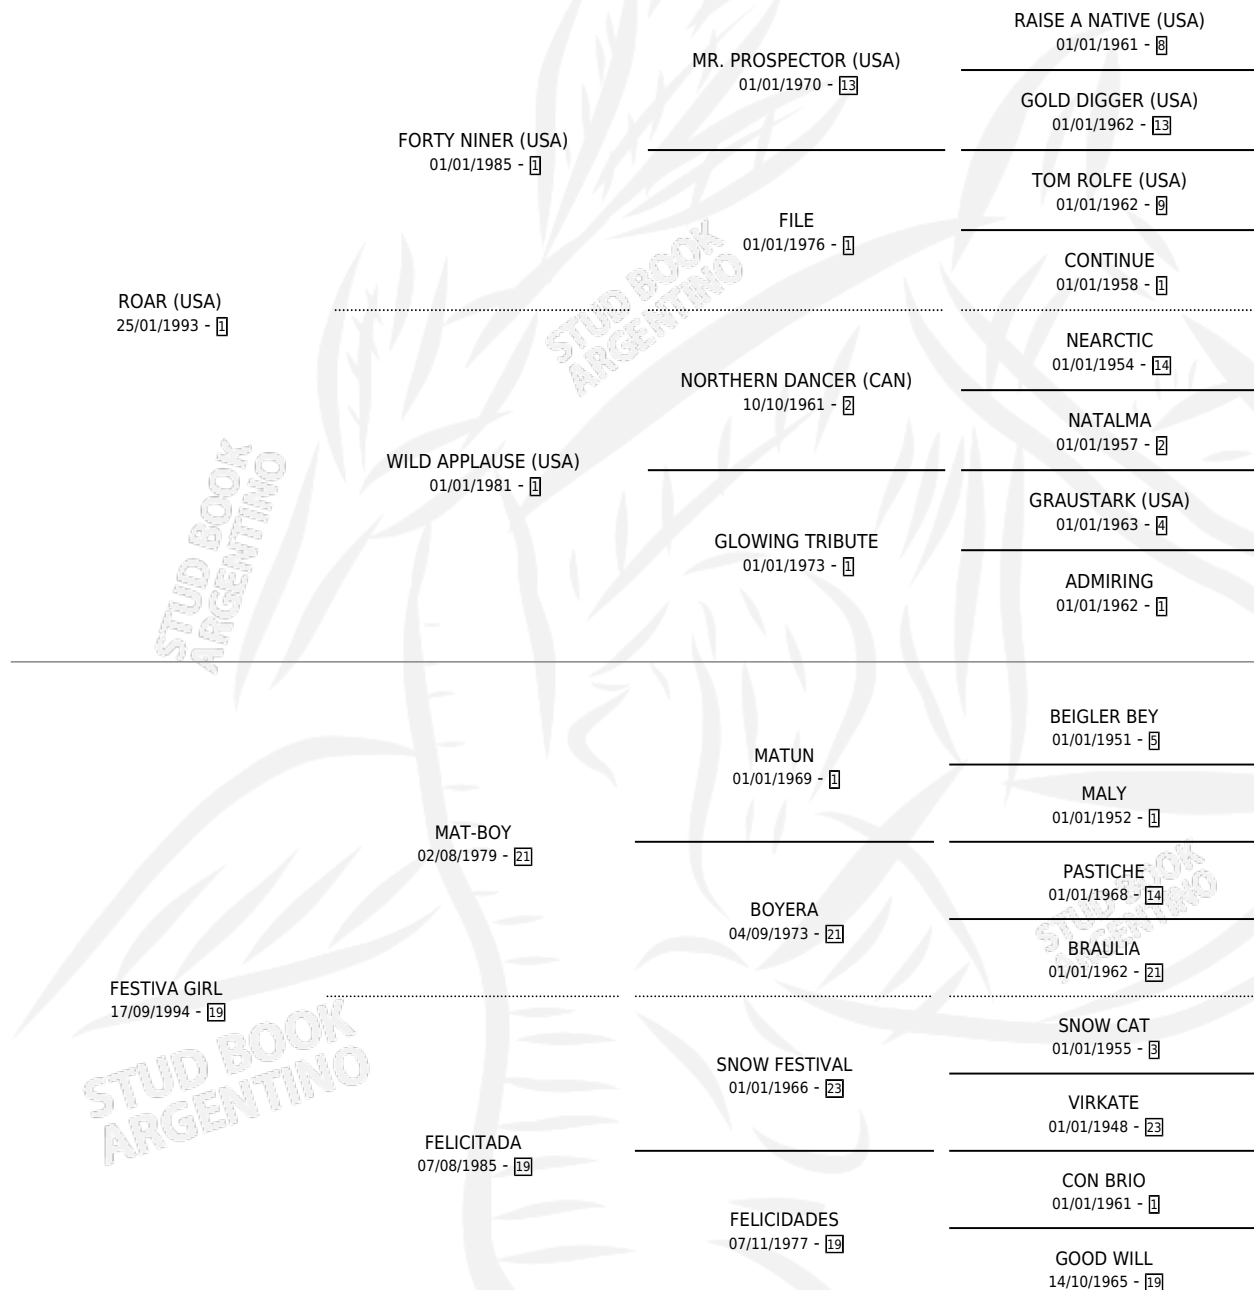 RAISE A NATIVE (USA)
01/01/1961 - 8
MR. PROSPECTOR (USA)
01/01/1970 - 13
GOLD DIGGER (USA)
01/01/1962 - 13
FORTY NINER (USA)
01/01/1985 - 1
TOM ROLFE (USA)
01/01/1962 - 9
FILE
01/01/1976 - 1
CONTINUE
01/01/1958 - 1
ROAR (USA)
25/01/1993 - 1
STUD BOOK
ARGENTINO
NEARCTIC
01/01/1954 - 14
NORTHERN DANCER (CAN)
10/10/1961 - 2
NATALMA
01/01/1957 - 2
WILD APPLAUSE (USA)
01/01/1981 - 1
GRAUSTARK (USA)
01/01/1963 - 4
GLOWING TRIBUTE
01/01/1973 - 1
ADMIRING
01/01/1962 - 1
STUD BOOK
ARGENTINO
BEIGLER BEY
01/01/1951 - 5
MATUN
01/01/1969 - 1
MALY
01/01/1952 - 1
MAT-BOY
02/08/1979 - 21
PASTICHE
01/01/1968 - 14
BOYERA
04/09/1973 - 21
BRAULIA
01/01/1962 - 21
STUD BOOK
ARGENTINO
FESTIVA GIRL
17/09/1994 - 19
SNOW CAT
01/01/1955 - 3
SNOW FESTIVAL
01/01/1966 - 23
VIRKATE
01/01/1948 - 23
STUD BOOK
ARGENTINO
FELICITADA
07/08/1985 - 19
CON BRIO
01/01/1961 - 1
FELICIDADES
07/11/1977 - 19
GOOD WILL
14/10/1965 - 19